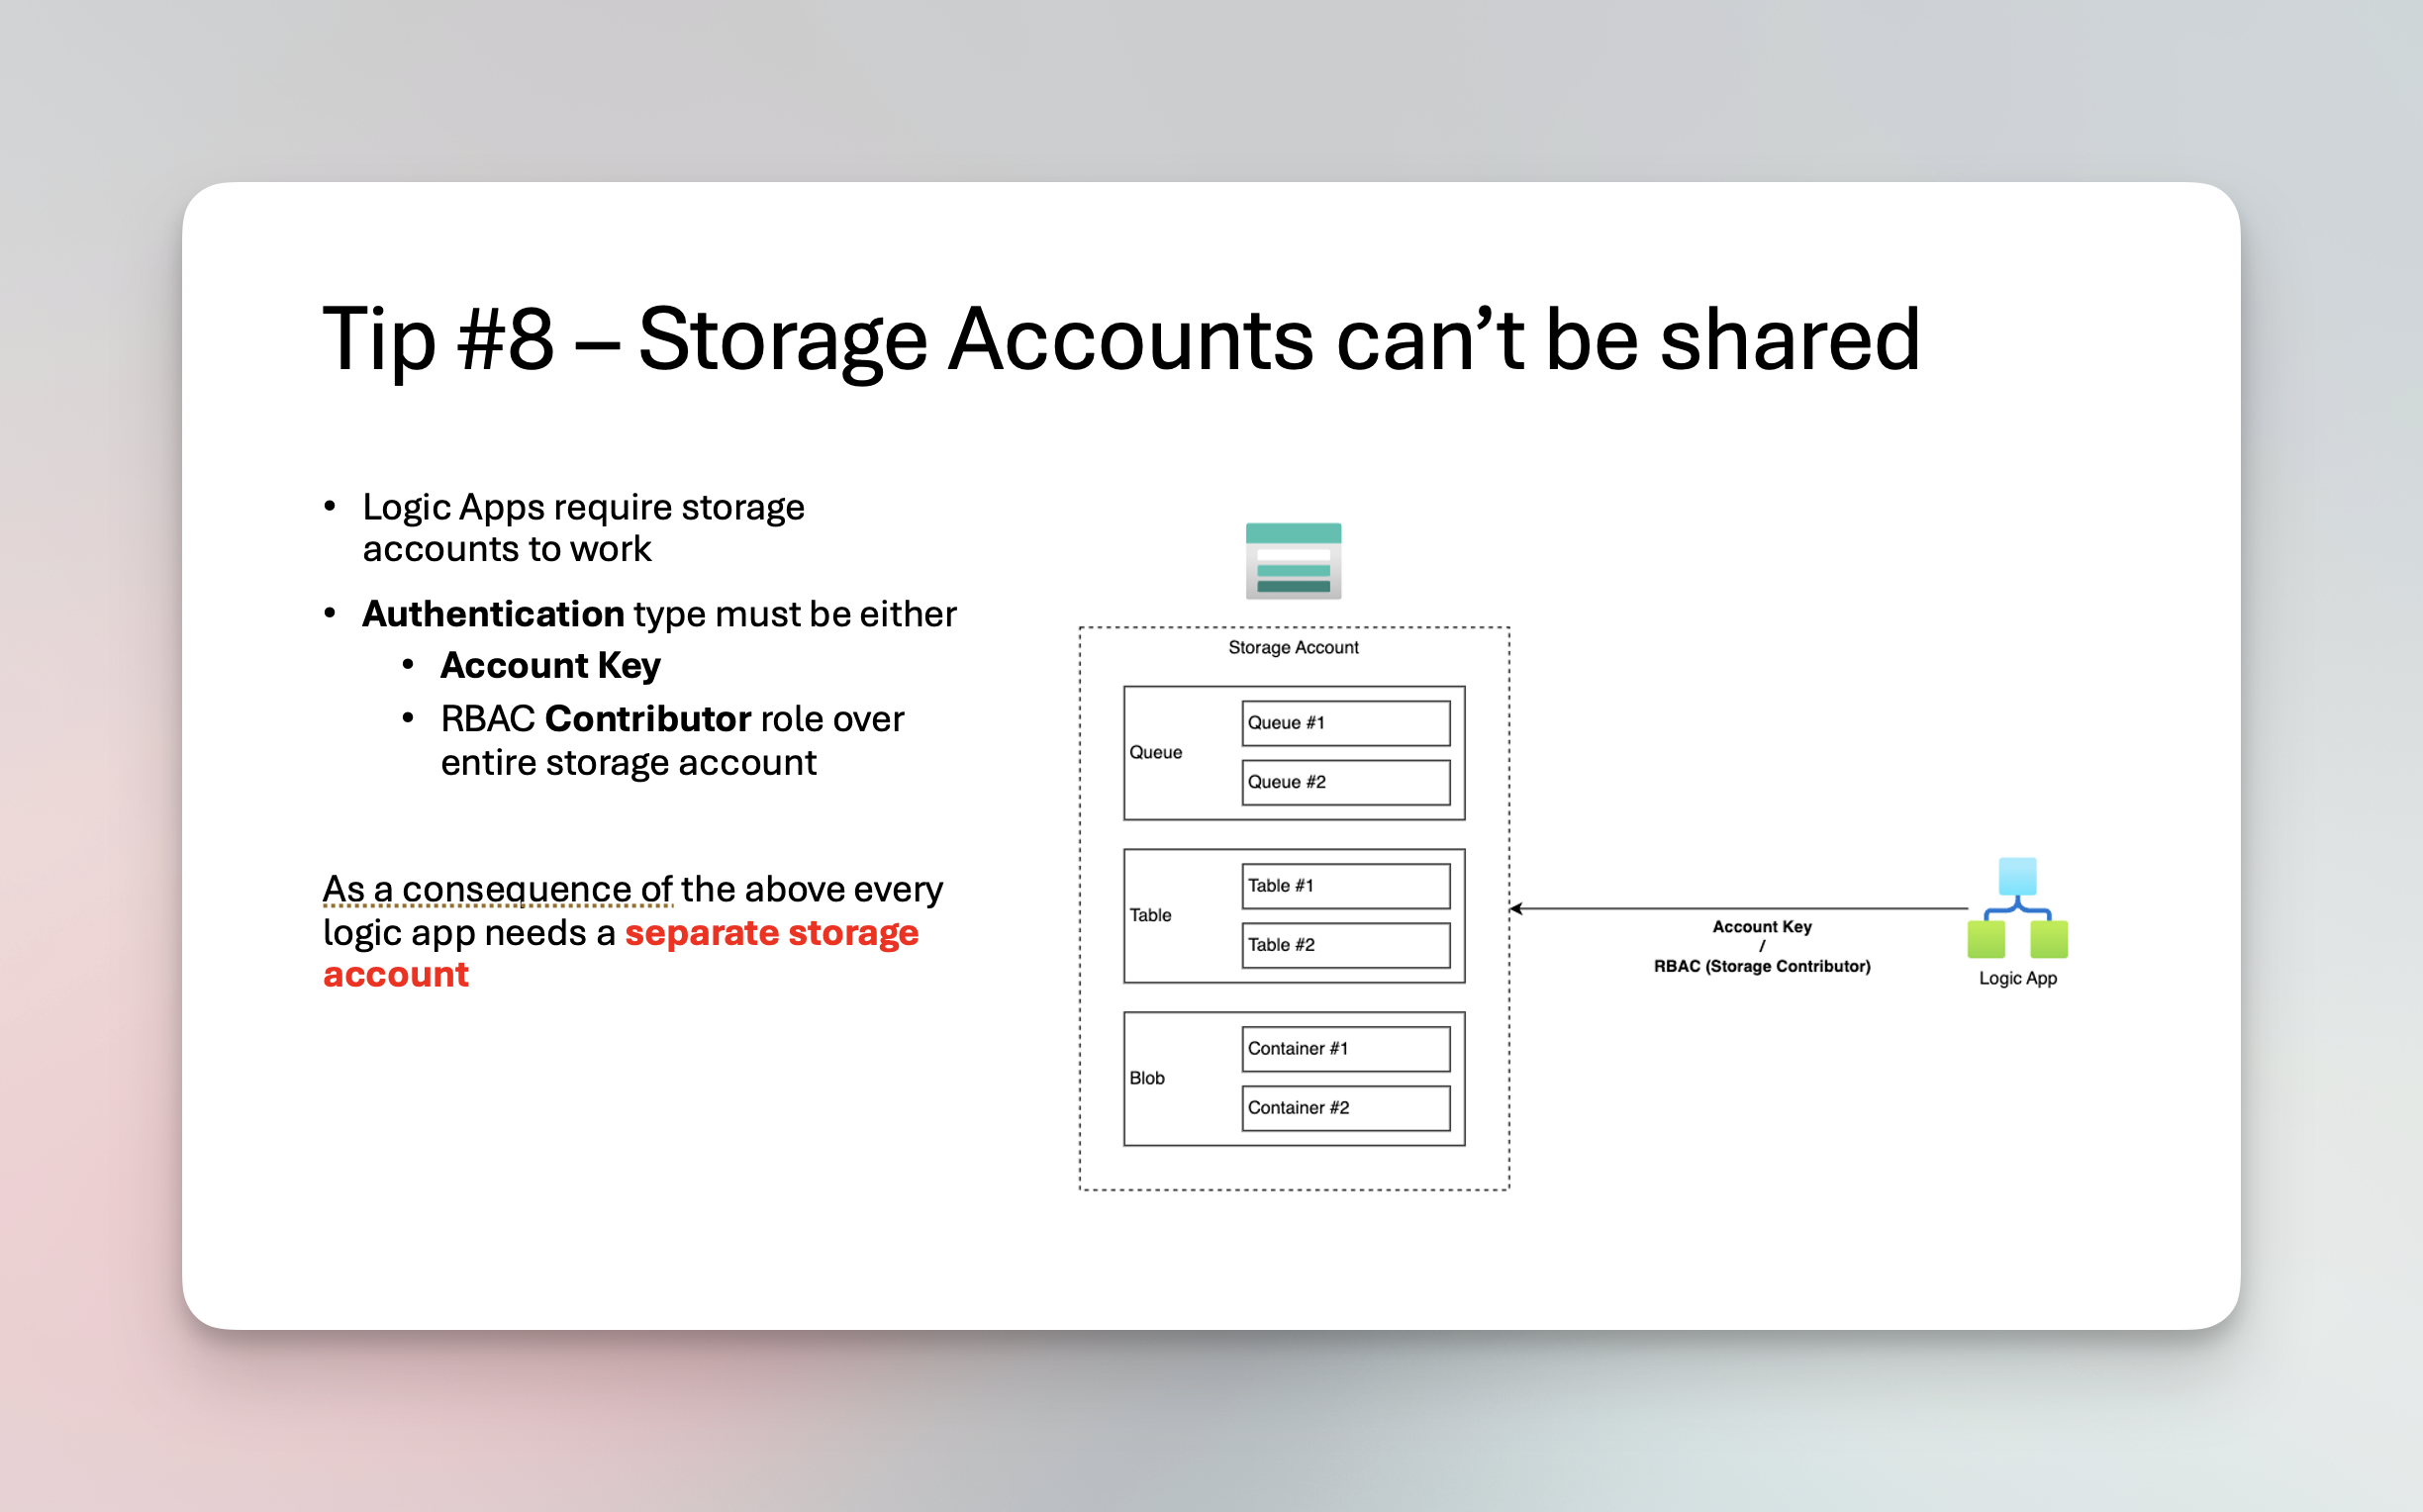 Tip #8 – Storage Accounts can’t be shared
• Logic Apps require storage
accounts to work
• Authentication type must be either
• Account Key
• RBAC Contributor role over
entire storage account
As a consequence of the above every
logic app needs a separate storage
account
Storage Account
Queue
Queue #1
Queue #2
Table
Table #1
Table #2
Blob
Container #1
Container #2
Account Key
/
RBAC (Storage Contributor)
Logic App